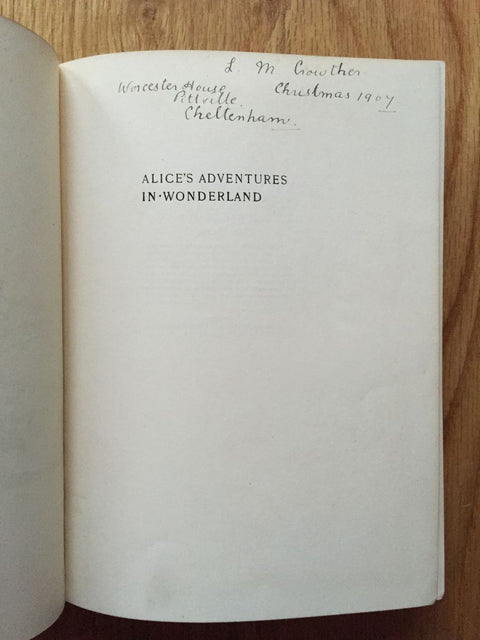 L. M Crowther
Worcester House Christmas 1907
Pittville.
Cheltenham.
ALICE'S ADVENTURES
IN·WONDERLAND